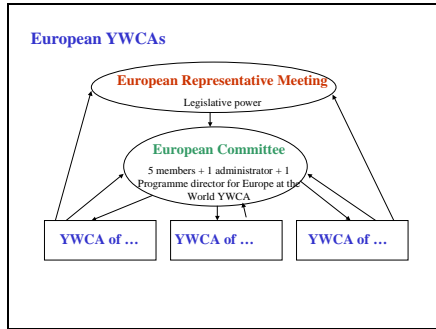 European YWCAs
European Representative Meeting
Legislative power
European Committee
5 members + 1 administrator + 1
Programme director for Europe at the
World YWCA
YWCA of …
YWCA of …
YWCA of …